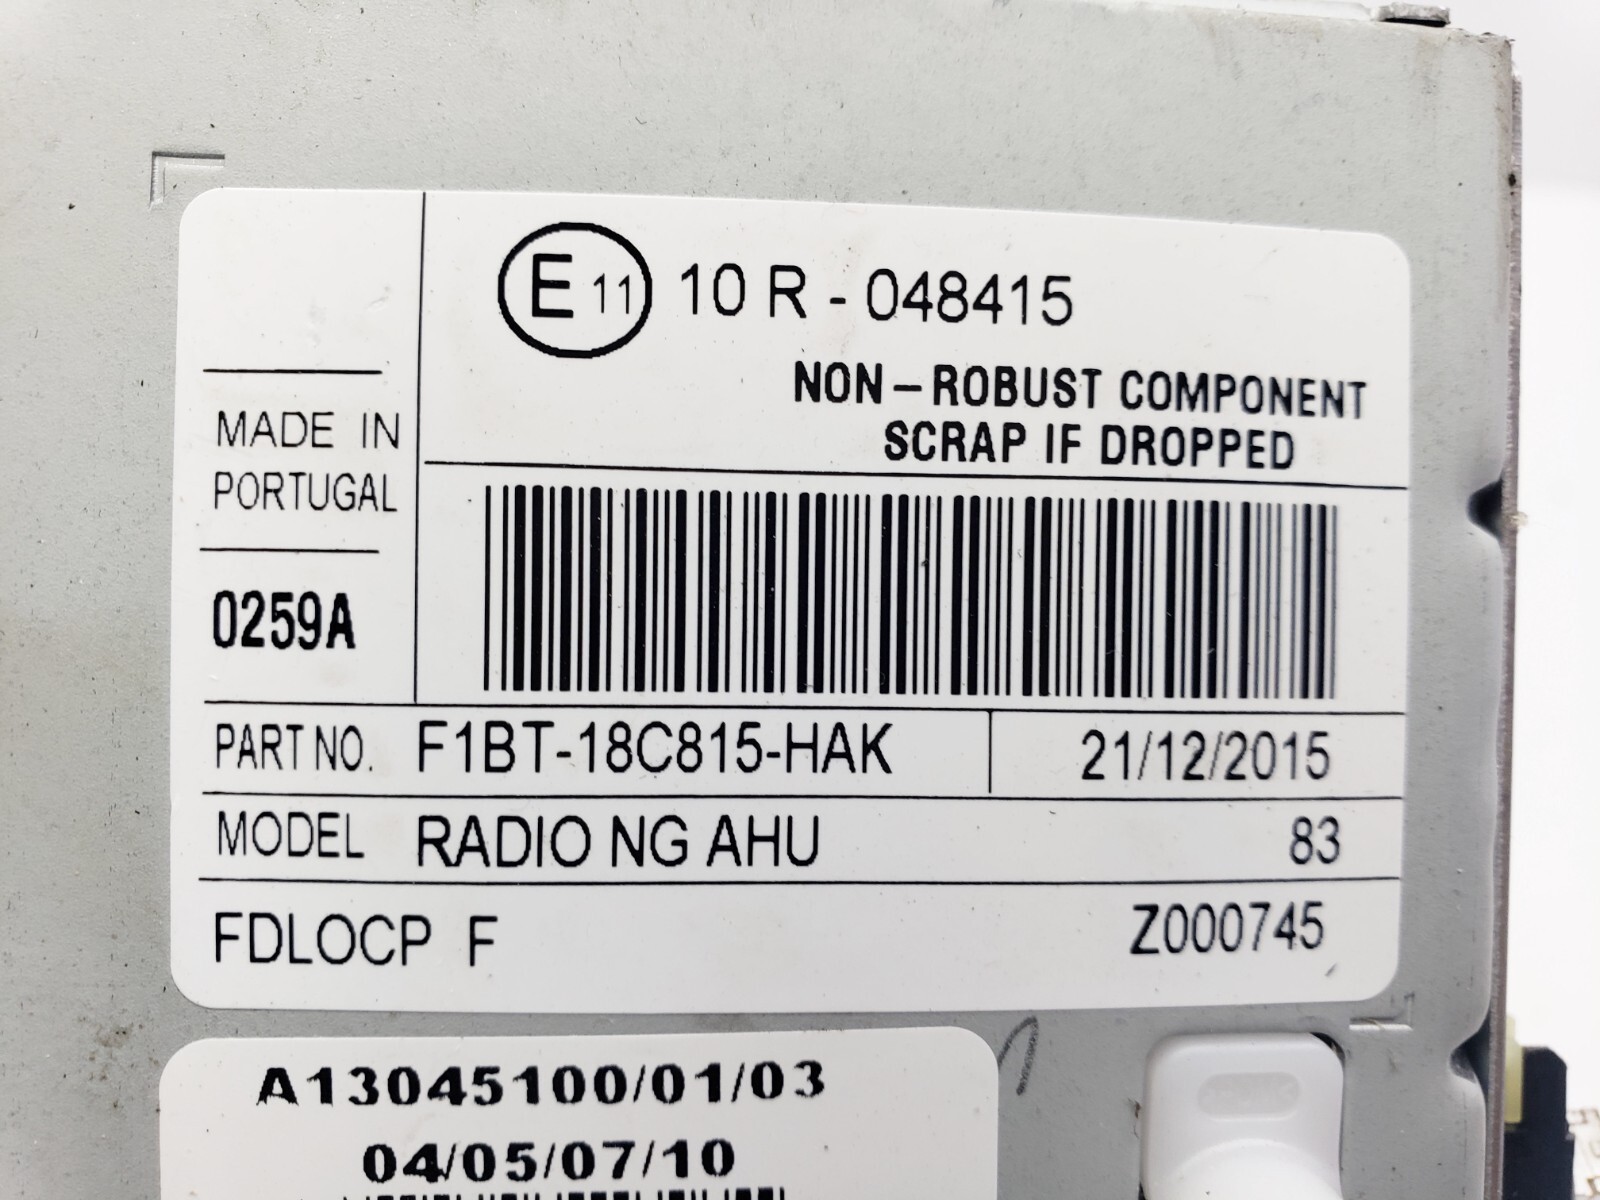 E 11 10 R - 048415
NON-ROBUST COMPONENT
SCRAP IF DROPPED
MADE IN
PORTUGAL
0259A
PART NO. F1BT-18C815-HAK 21/12/2015
MODEL RADIO NG AHU 83
FDLOCP F Z000745
A13045100/01/03
04/05/07/10